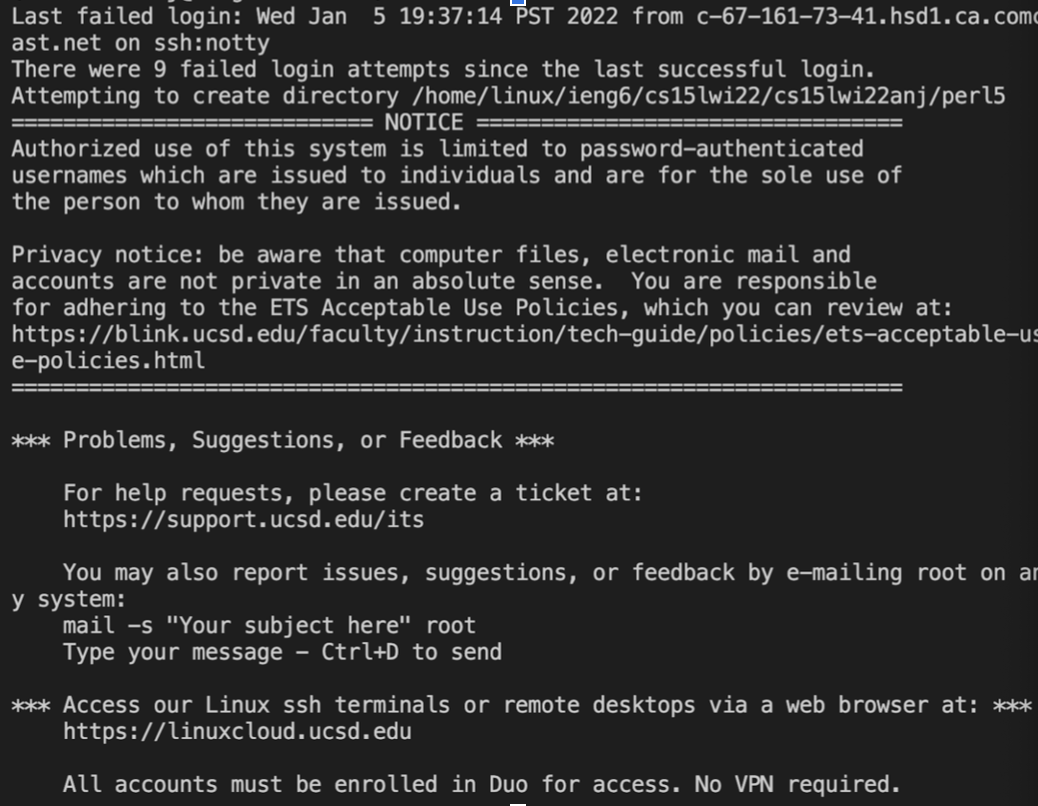 Last failed login: Wed Jan  5 19:37:14 PST 2022 from c-67-161-73-41.hsd1.ca.comc
ast.net on ssh:notty
There were 9 failed login attempts since the last successful login.
Attempting to create directory /home/linux/ieng6/cs15lwi22/cs15lwi22anj/perl5
============================ NOTICE =================================
Authorized use of this system is limited to password-authenticated
usernames which are issued to individuals and are for the sole use of
the person to whom they are issued.

Privacy notice: be aware that computer files, electronic mail and
accounts are not private in an absolute sense.  You are responsible
for adhering to the ETS Acceptable Use Policies, which you can review at:
https://blink.ucsd.edu/faculty/instruction/tech-guide/policies/ets-acceptable-us
e-policies.html
=====================================================================

*** Problems, Suggestions, or Feedback ***

    For help requests, please create a ticket at:
    https://support.ucsd.edu/its

    You may also report issues, suggestions, or feedback by e-mailing root on an
y system:
    mail -s "Your subject here" root
    Type your message - Ctrl+D to send

*** Access our Linux ssh terminals or remote desktops via a web browser at: ***
    https://linuxcloud.ucsd.edu

    All accounts must be enrolled in Duo for access. No VPN required.